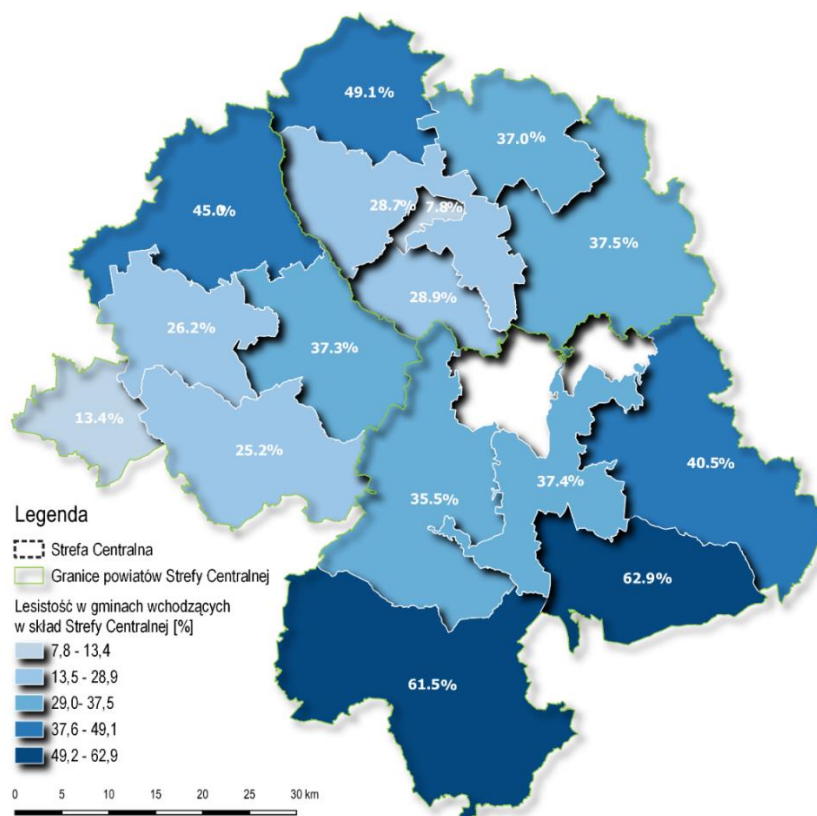 49.1%
37.0%
28.7%
7.8%
45.0%
37.5%
28.9%
26.2%
37.3%
13.4%
25.2%
40.5%
35.5%
37.4%
62.9%
61.5%
Legenda
Strefa Centralna
Granice powiatów Strefy Centralnej
Lesistość w gminach wchodzących
w skład Strefy Centralnej [%]
7,8 - 13,4
13,5 - 28,9
29,0- 37,5
37,6 - 49,1
49,2 - 62,9
0 5 10 15 20 25 30 km